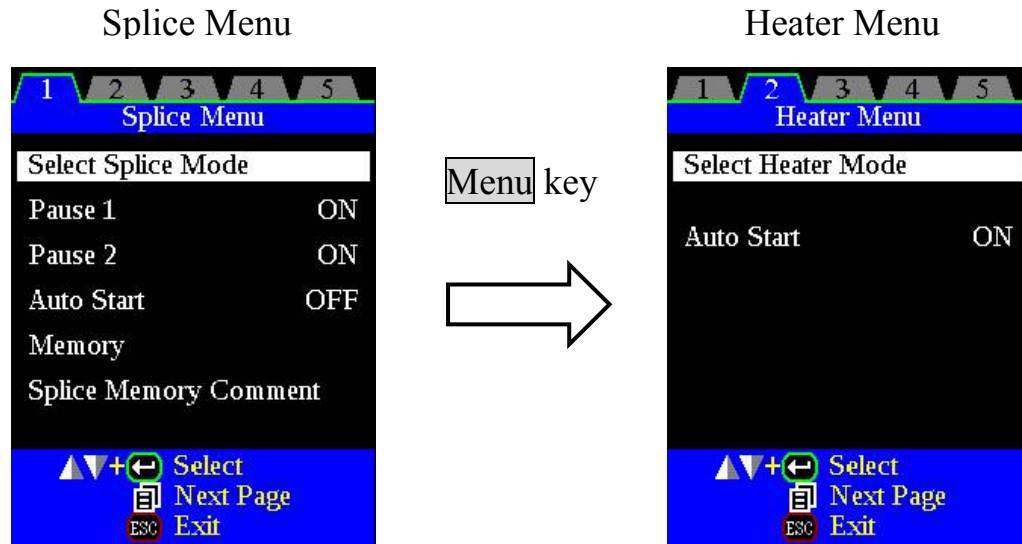 Splice Menu
1 2 3 4 5
Splice Menu
Select Splice Mode
Pause 1 ON
Pause 2 ON
Auto Start OFF
Memory
Splice Memory Comment
+ Select
Next Page
ESC Exit
Menu key
Heater Menu
1 2 3 4 5
Heater Menu
Select Heater Mode
Auto Start ON
+ Select
Next Page
ESC Exit